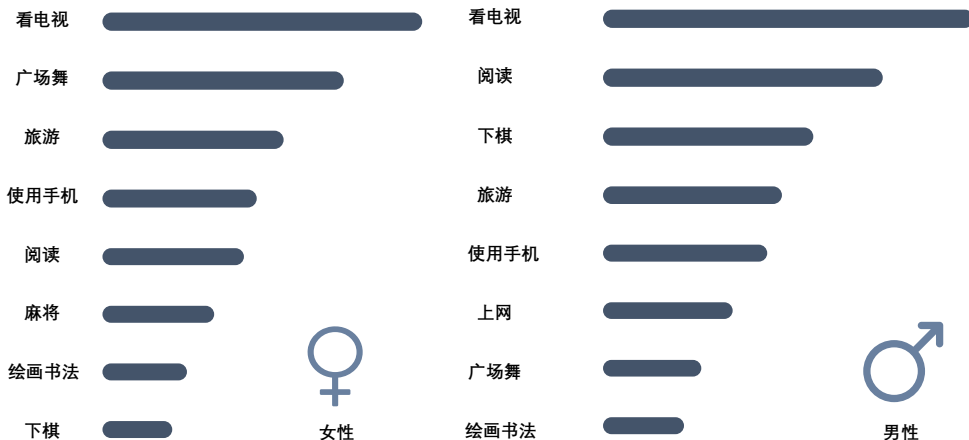 看电视
广场舞
旅游
使用手机
阅读
麻将
绘画书法
下棋
女性
看电视
阅读
下棋
旅游
使用手机
上网
广场舞
绘画书法
男性